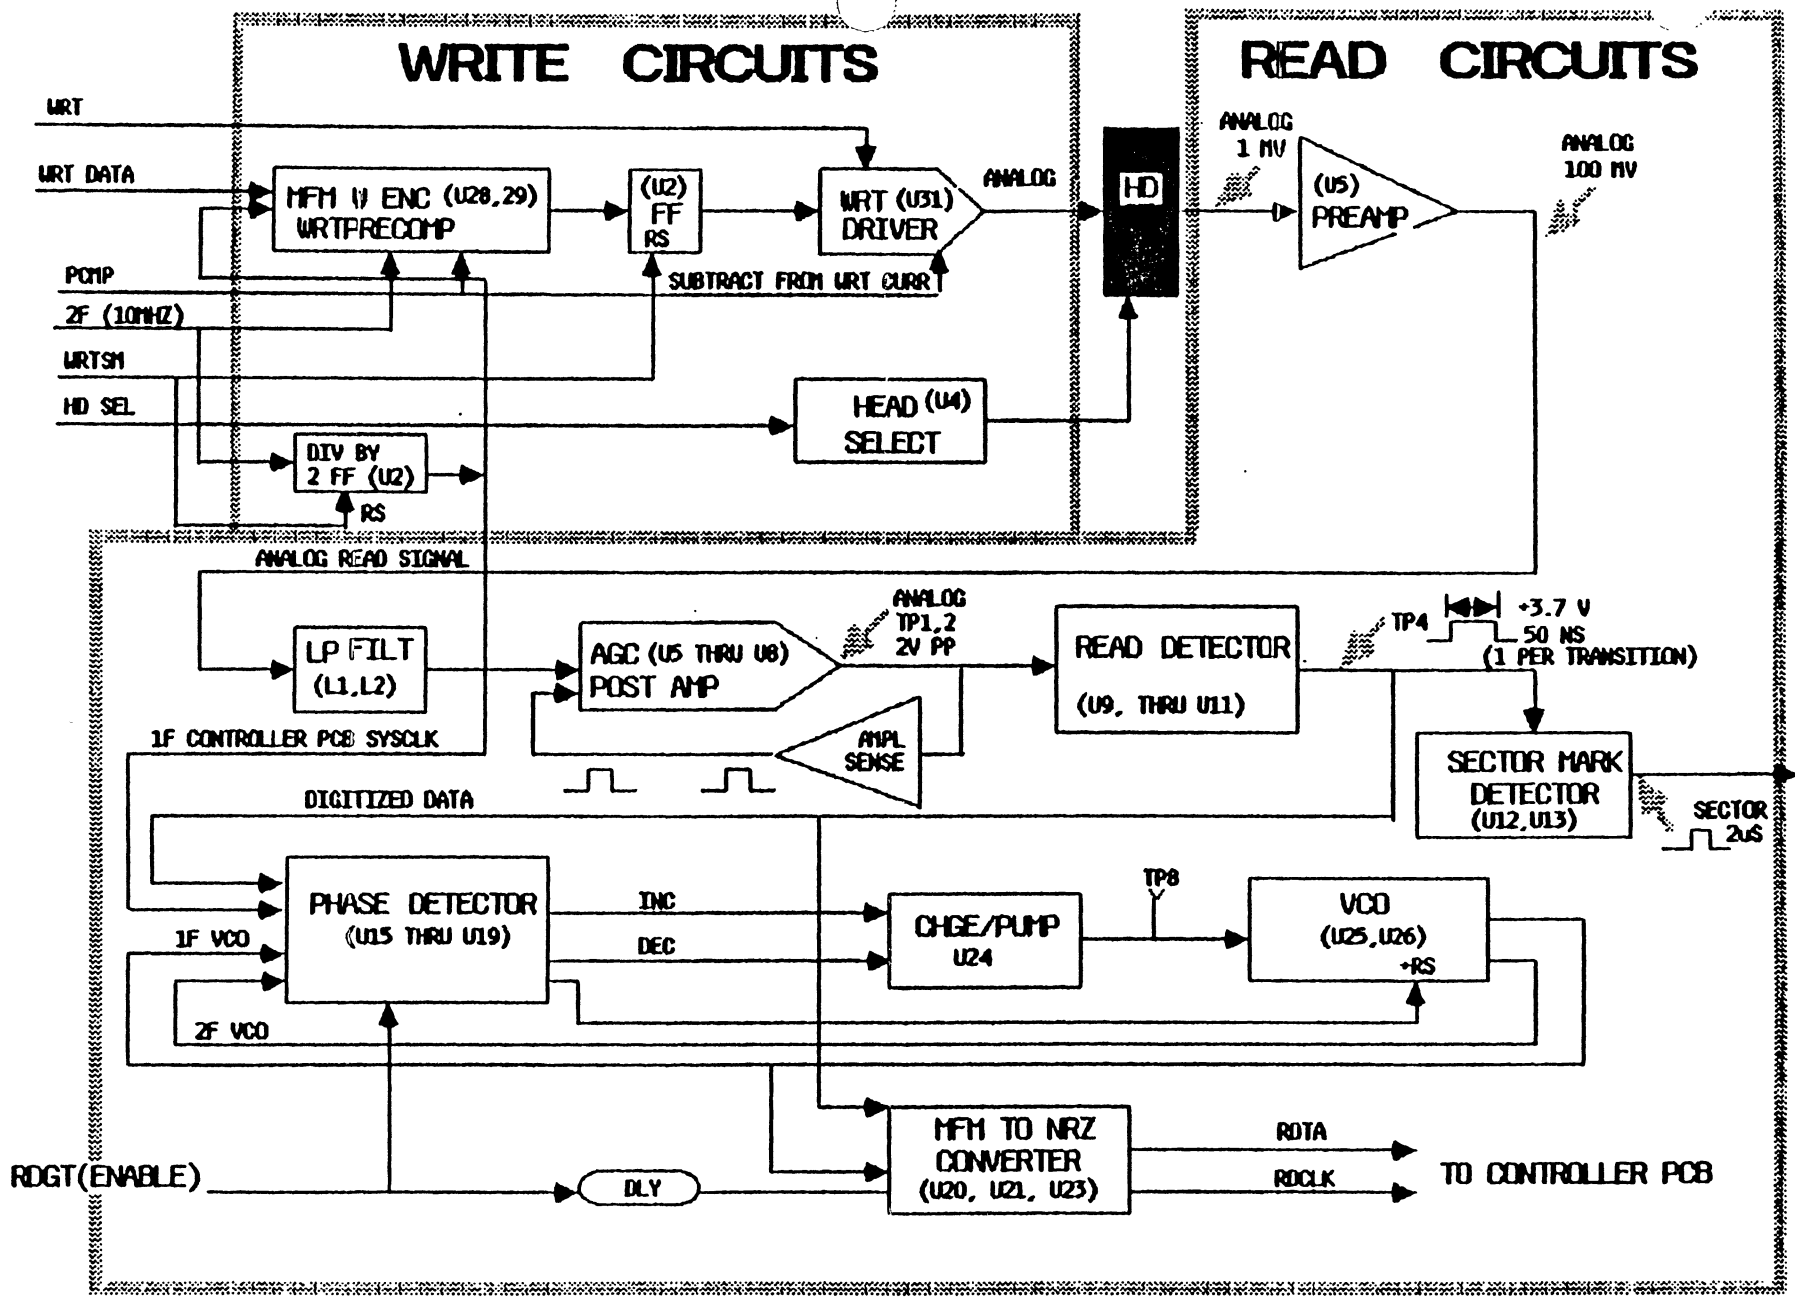 WRITE CIRCUITS
READ CIRCUITS
WRT
WRT DATA
MFM W ENC (U28,29)
WRTPRECOMP
(U2)
FF
RS
WRT (U31)
DRIVER
ANALOG
HD
ANALOG
1 MV
(U5)
PREAMP
ANALOG
100 MV
PCMP
SUBTRACT FROM WRT CURR
2F (10MHZ)
WRTSM
HD SEL
HEAD (U4)
SELECT
DIV BY
2 FF (U2)
RS
ANALOG READ SIGNAL
LP FILT
(L1,L2)
AGC (U5 THRU U8)
POST AMP
ANALOG
TP1,2
2V PP
AMPL
SENSE
READ DETECTOR
(U9, THRU U11)
TP4
+3.7 V
50 NS
(1 PER TRANSITION)
1F CONTROLLER PCB SYSCLK
SECTOR MARK
DETECTOR
(U12,U13)
SECTOR
2uS
DIGITIZED DATA
PHASE DETECTOR
(U15 THRU U19)
INC
DEC
CHGE/PUMP
U24
TP8
VCO
(U25,U26)
+RS
1F VCO
2F VCO
MFM TO NRZ
CONVERTER
(U20, U21, U23)
RDTA
RDCLK
TO CONTROLLER PCB
RDGT(ENABLE)
DLY